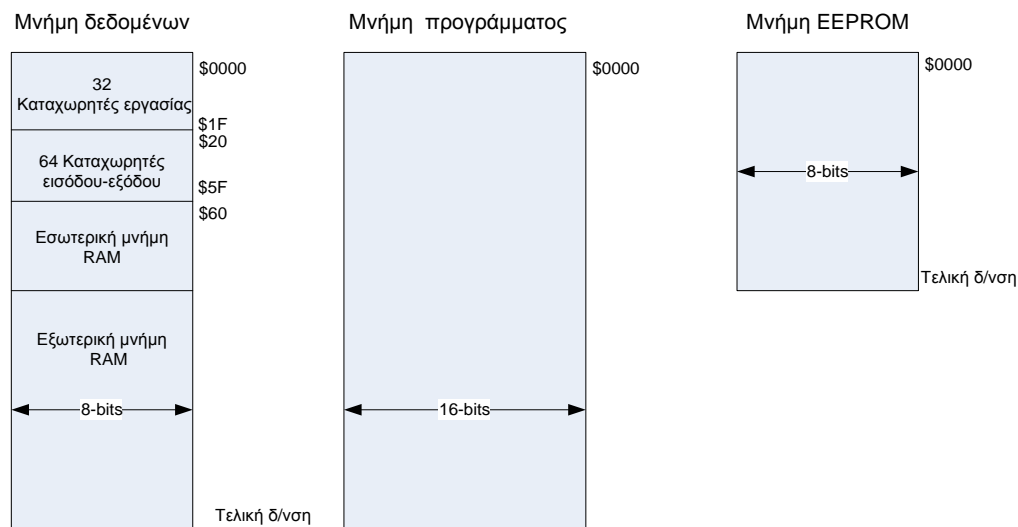 Μνήμη δεδομένων
32
Καταχωρητές εργασίας
$0000
$1F
$20
64 Καταχωρητές
εισόδου-εξόδου
$5F
$60
Εσωτερική μνήμη
RAM
Εξωτερική μνήμη
RAM
8-bits
Τελική δ/νση
Μνήμη προγράμματος
$0000
16-bits
Μνήμη EEPROM
$0000
8-bits
Τελική δ/νση